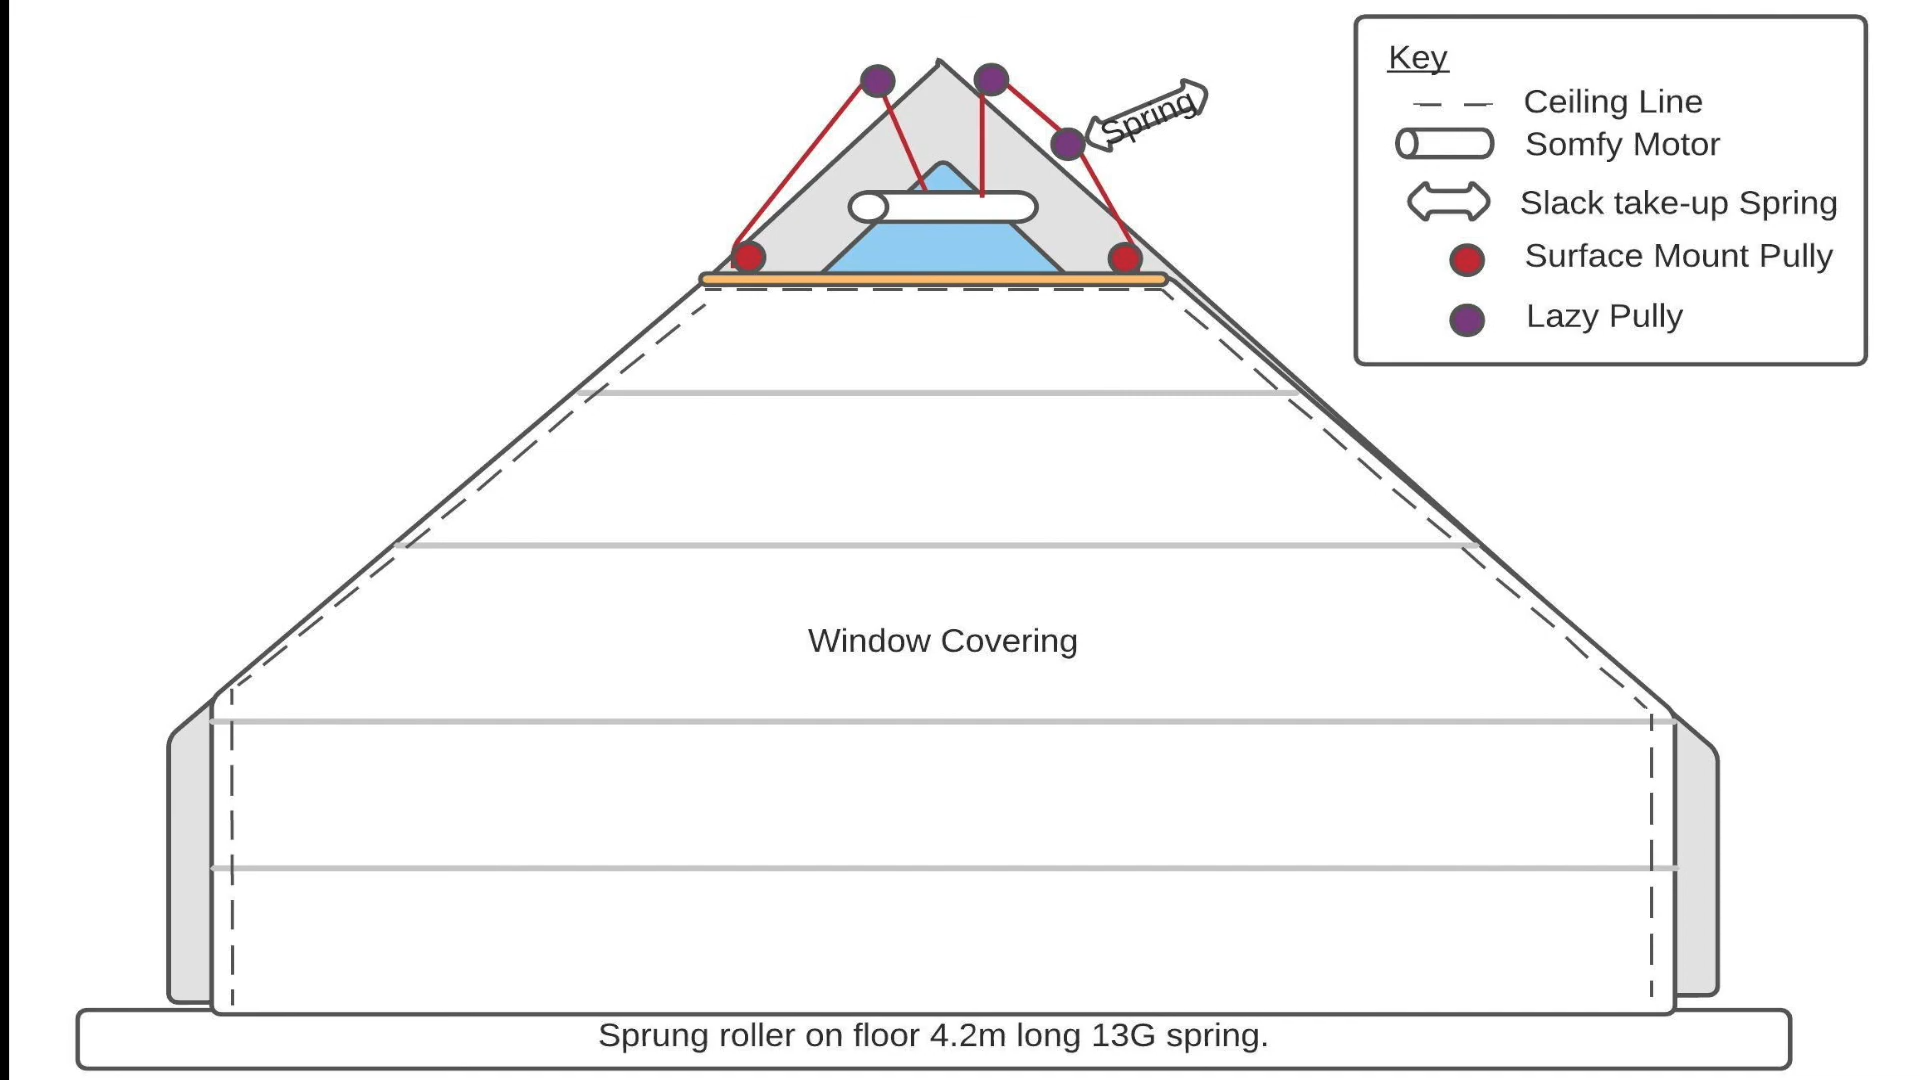 Key
Ceiling Line
Somfy Motor
Slack take-up Spring
Surface Mount Pully
Lazy Pully
Spring
Window Covering
Sprung roller on floor 4.2m long 13G spring.